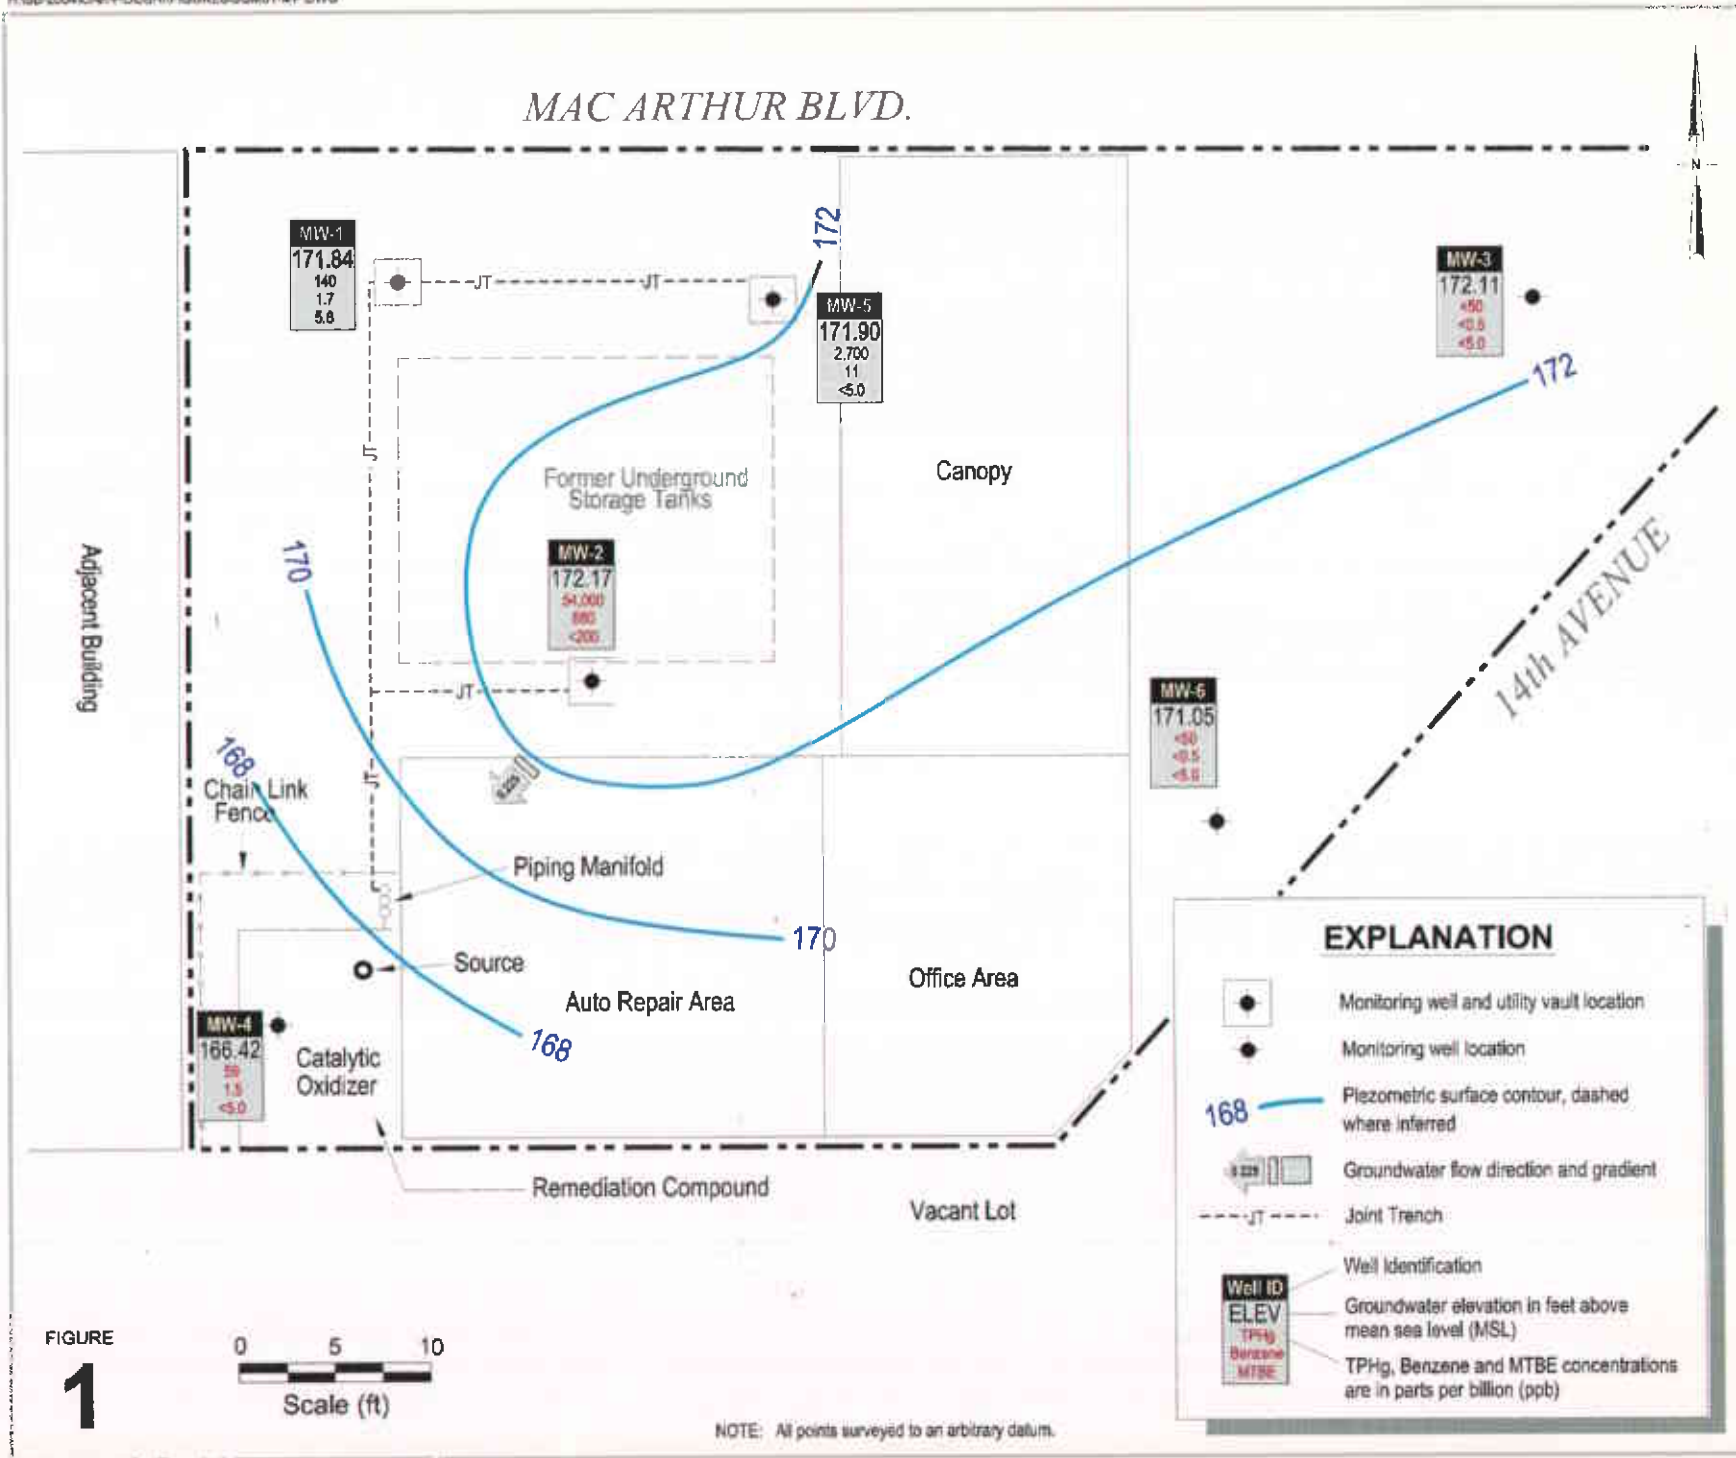 MAC ARTHUR BLVD.
N
MW-1
171.84
140
1.7
5.8
JT
JT
172
MW-5
171.90
2,700
11
<5.0
MW-3
172.11
<50
<0.5
<5.0
172
JT
Former Underground
Storage Tanks
Canopy
MW-2
172.17
54,000
<200
JT
170
Adjacent Building
14th AVENUE
MW-6
171.05
<50
<0.5
<5.0
168
Chain Link
Fence
JT
Piping Manifold
170
Source
Auto Repair Area
Office Area
168
MW-4
166.42
1.5
<5.0
Catalytic
Oxidizer
Remediation Compound
Vacant Lot
EXPLANATION
Monitoring well and utility vault location
Monitoring well location
168
Piezometric surface contour, dashed
where inferred
Groundwater flow direction and gradient
JT
Joint Trench
Well Identification
Well ID
ELEV
TPHg
Benzene
MTBE
Groundwater elevation in feet above
mean sea level (MSL)
TPHg, Benzene and MTBE concentrations
are in parts per billion (ppb)
FIGURE
1
0 5 10
Scale (ft)
NOTE: All points surveyed to an arbitrary datum.